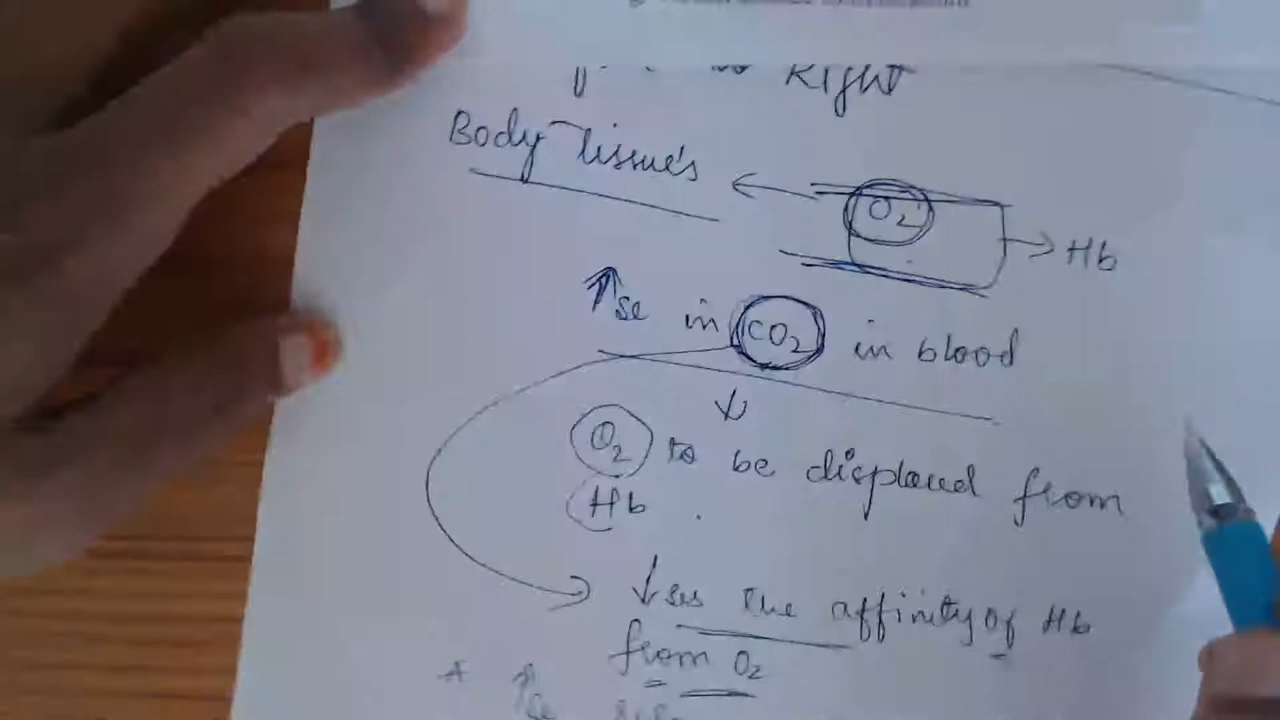 Right
Body Tissue's
O2
Hb
↑se in CO2 in blood
↓
O2 to be displaced from
Hb.
↓ses the affinity of Hb
from O2
* ↑se